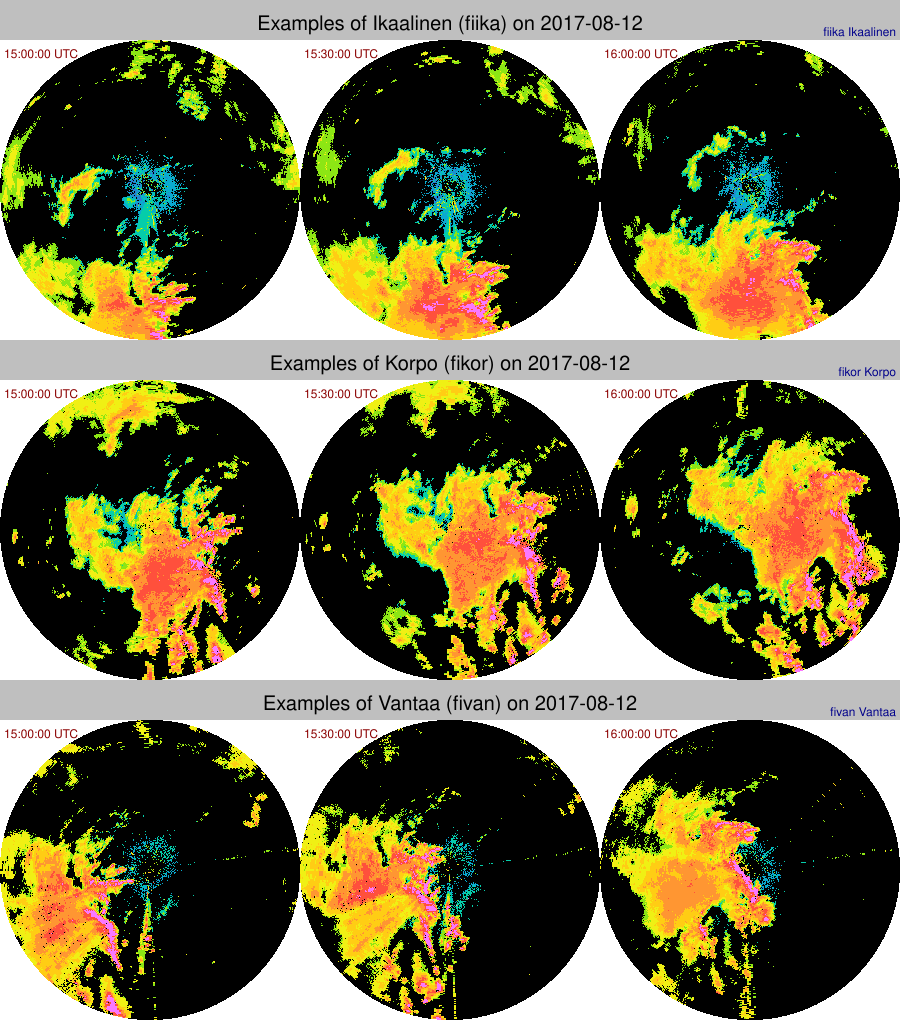 Examples of Ikaalinen (fiika) on 2017-08-12
fiika Ikaalinen
15:00:00 UTC
15:30:00 UTC
16:00:00 UTC
Examples of Korpo (fikor) on 2017-08-12
fikor Korpo
15:00:00 UTC
15:30:00 UTC
16:00:00 UTC
Examples of Vantaa (fivan) on 2017-08-12
fivan Vantaa
15:00:00 UTC
15:30:00 UTC
16:00:00 UTC